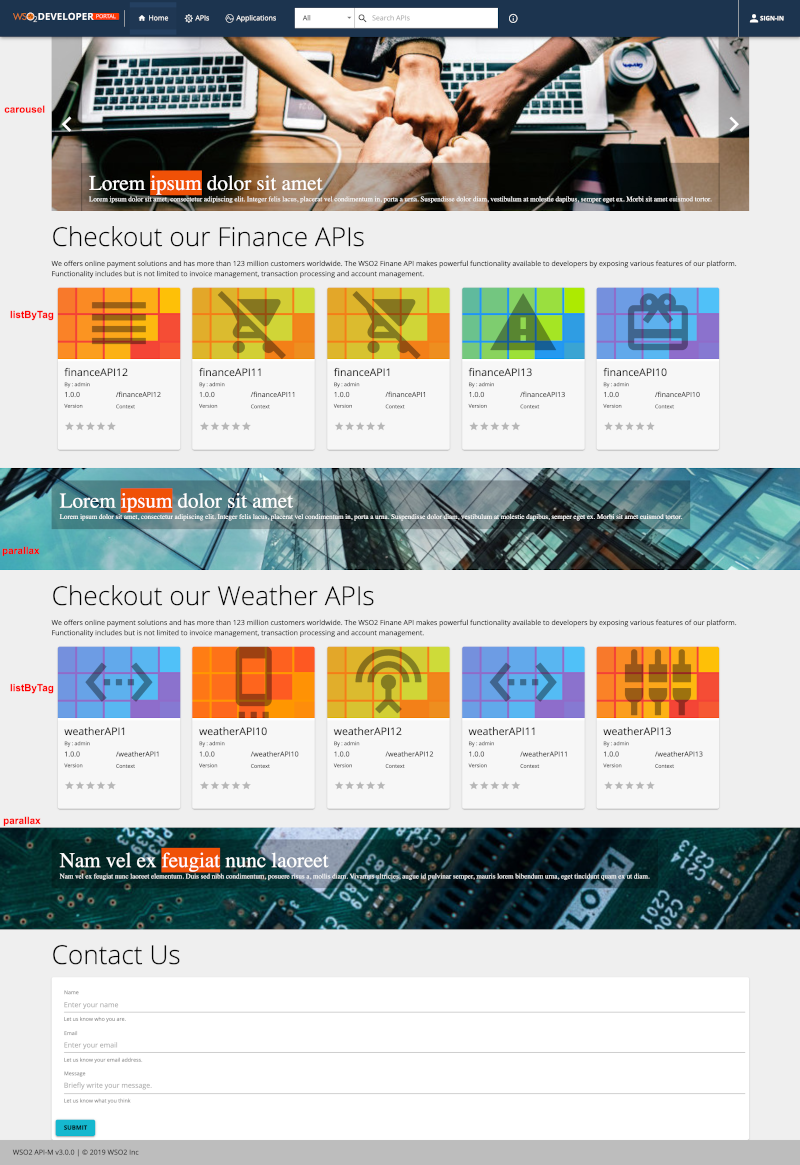 WSO2 DEVELOPER PORTAL Home APIs Applications All Search APIs SIGN-IN
carousel
Lorem ipsum dolor sit amet
Lorem ipsum dolor sit amet, consectetur adipiscing elit. Integer felis lacus, placerat vel condimentum in, porta a urna. Suspendisse dolor diam, vestibulum at molestie dapibus, semper eget ex. Morbi sit amet euismod tortor.
Checkout our Finance APIs
We offers online payment solutions and has more than 123 million customers worldwide. The WSO2 Finane API makes powerful functionality available to developers by exposing various features of our platform.
Functionality includes but is not limited to invoice management, transaction processing and account management.
listByTag
financeAPI12 financeAPI11 financeAPI1 financeAPI13 financeAPI10
By : admin By : admin By : admin By : admin By : admin
1.0.0 /financeAPI12 1.0.0 /financeAPI11 1.0.0 /financeAPI1 1.0.0 /financeAPI13 1.0.0 /financeAPI10
Version Context Version Context Version Context Version Context Version Context
Lorem ipsum dolor sit amet
Lorem ipsum dolor sit amet, consectetur adipiscing elit. Integer felis lacus, placerat vel condimentum in, porta a urna. Suspendisse dolor diam, vestibulum at molestie dapibus, semper eget ex. Morbi sit amet euismod tortor.
parallax
Checkout our Weather APIs
We offers online payment solutions and has more than 123 million customers worldwide. The WSO2 Finane API makes powerful functionality available to developers by exposing various features of our platform.
Functionality includes but is not limited to invoice management, transaction processing and account management.
listByTag
weatherAPI1 weatherAPI10 weatherAPI12 weatherAPI11 weatherAPI13
By : admin By : admin By : admin By : admin By : admin
1.0.0 /weatherAPI1 1.0.0 /weatherAPI10 1.0.0 /weatherAPI12 1.0.0 /weatherAPI11 1.0.0 /weatherAPI13
Version Context Version Context Version Context Version Context Version Context
parallax
Nam vel ex feugiat nunc laoreet
Nam vel ex feugiat nunc laoreet elementum. Duis sed nibh condimentum, posuere risus a, mollis diam. Vivamus ultricies, augue id pulvinar semper, mauris lorem bibendum urna, eget tincidunt quam ex ut diam.
C214
C213
C201
C219
SLOT1
Contact Us
Name
Enter your name
Let us know who you are.
Email
Enter your email
Let us know your email address.
Message
Briefly write your message.
Let us know what you think
SUBMIT
WSO2 API-M v3.0.0 | © 2019 WSO2 Inc